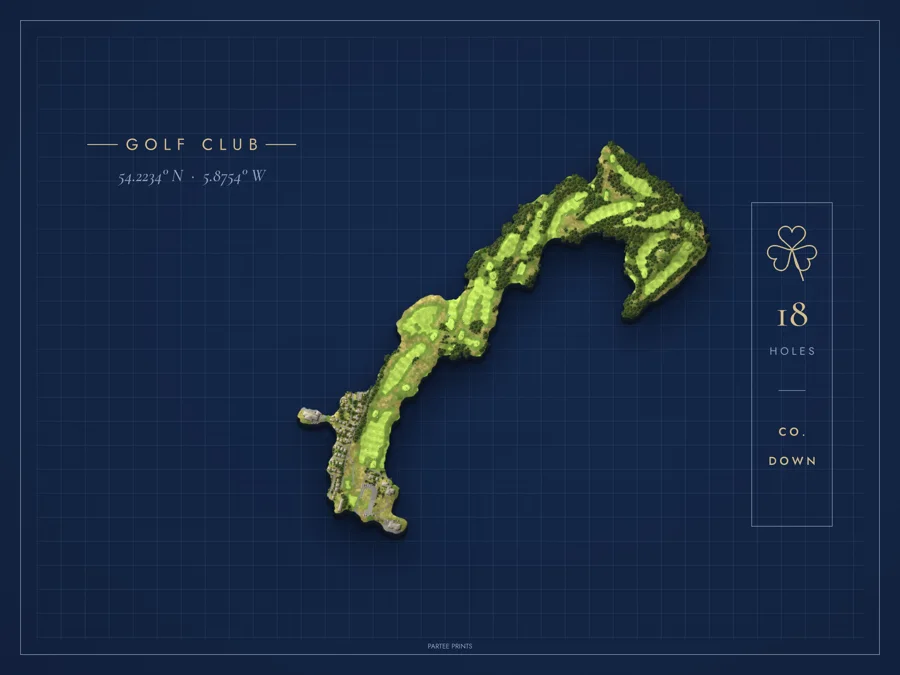 GOLF CLUB
54.2234° N · 5.8754° W
18
HOLES
CO.
DOWN
PARTEE PRINTS